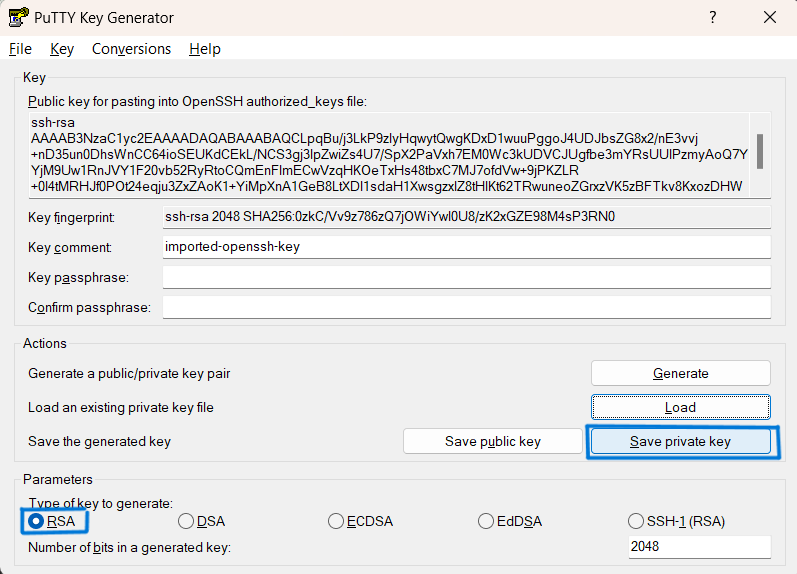 PuTTY Key Generator
?
File Key Conversions Help
Key
Public key for pasting into OpenSSH authorized_keys file:
ssh-rsa
AAAAB3NzaC1yc2EAAAADAQABAAABAQCLpqBu/j3LkP9zlyHqwytQwgKDxD1wuuPggoJ4UDJbsZG8x2/nE3vvj
+nD35un0DhsWnCC64ioSEUKdCEkL/NCS3gj3IpZwiZs4U7/SpX2PaVxh7EM0Wc3kUDVCJUgfbe3mYRsUUlPzmyAoQ7Y
YjM9Uw1RnJVY1F20vb52RyRtoCQmEnFlmECwVzqHKOeTxHs48tbxC7MJ7ofdVw+9jPKZLR
+0l4tMRHJf0POt24eqju3ZxZAoK1+YiMpXnA1GeB8LtXDI1sdaH1XwsgzxlZ8tHlKt62TRwuneoZGrxzVK5zBFTkv8KxozDHW
Key fingerprint: ssh-rsa 2048 SHA256:0zkC/Vv9z786zQ7jOWiYwl0U8/zK2xGZE98M4sP3RN0
Key comment: imported-openssh-key
Key passphrase:
Confirm passphrase:
Actions
Generate a public/private key pair Generate
Load an existing private key file Load
Save the generated key Save public key Save private key
Parameters
Type of key to generate:
RSA DSA ECDSA EdDSA SSH-1 (RSA)
Number of bits in a generated key: 2048